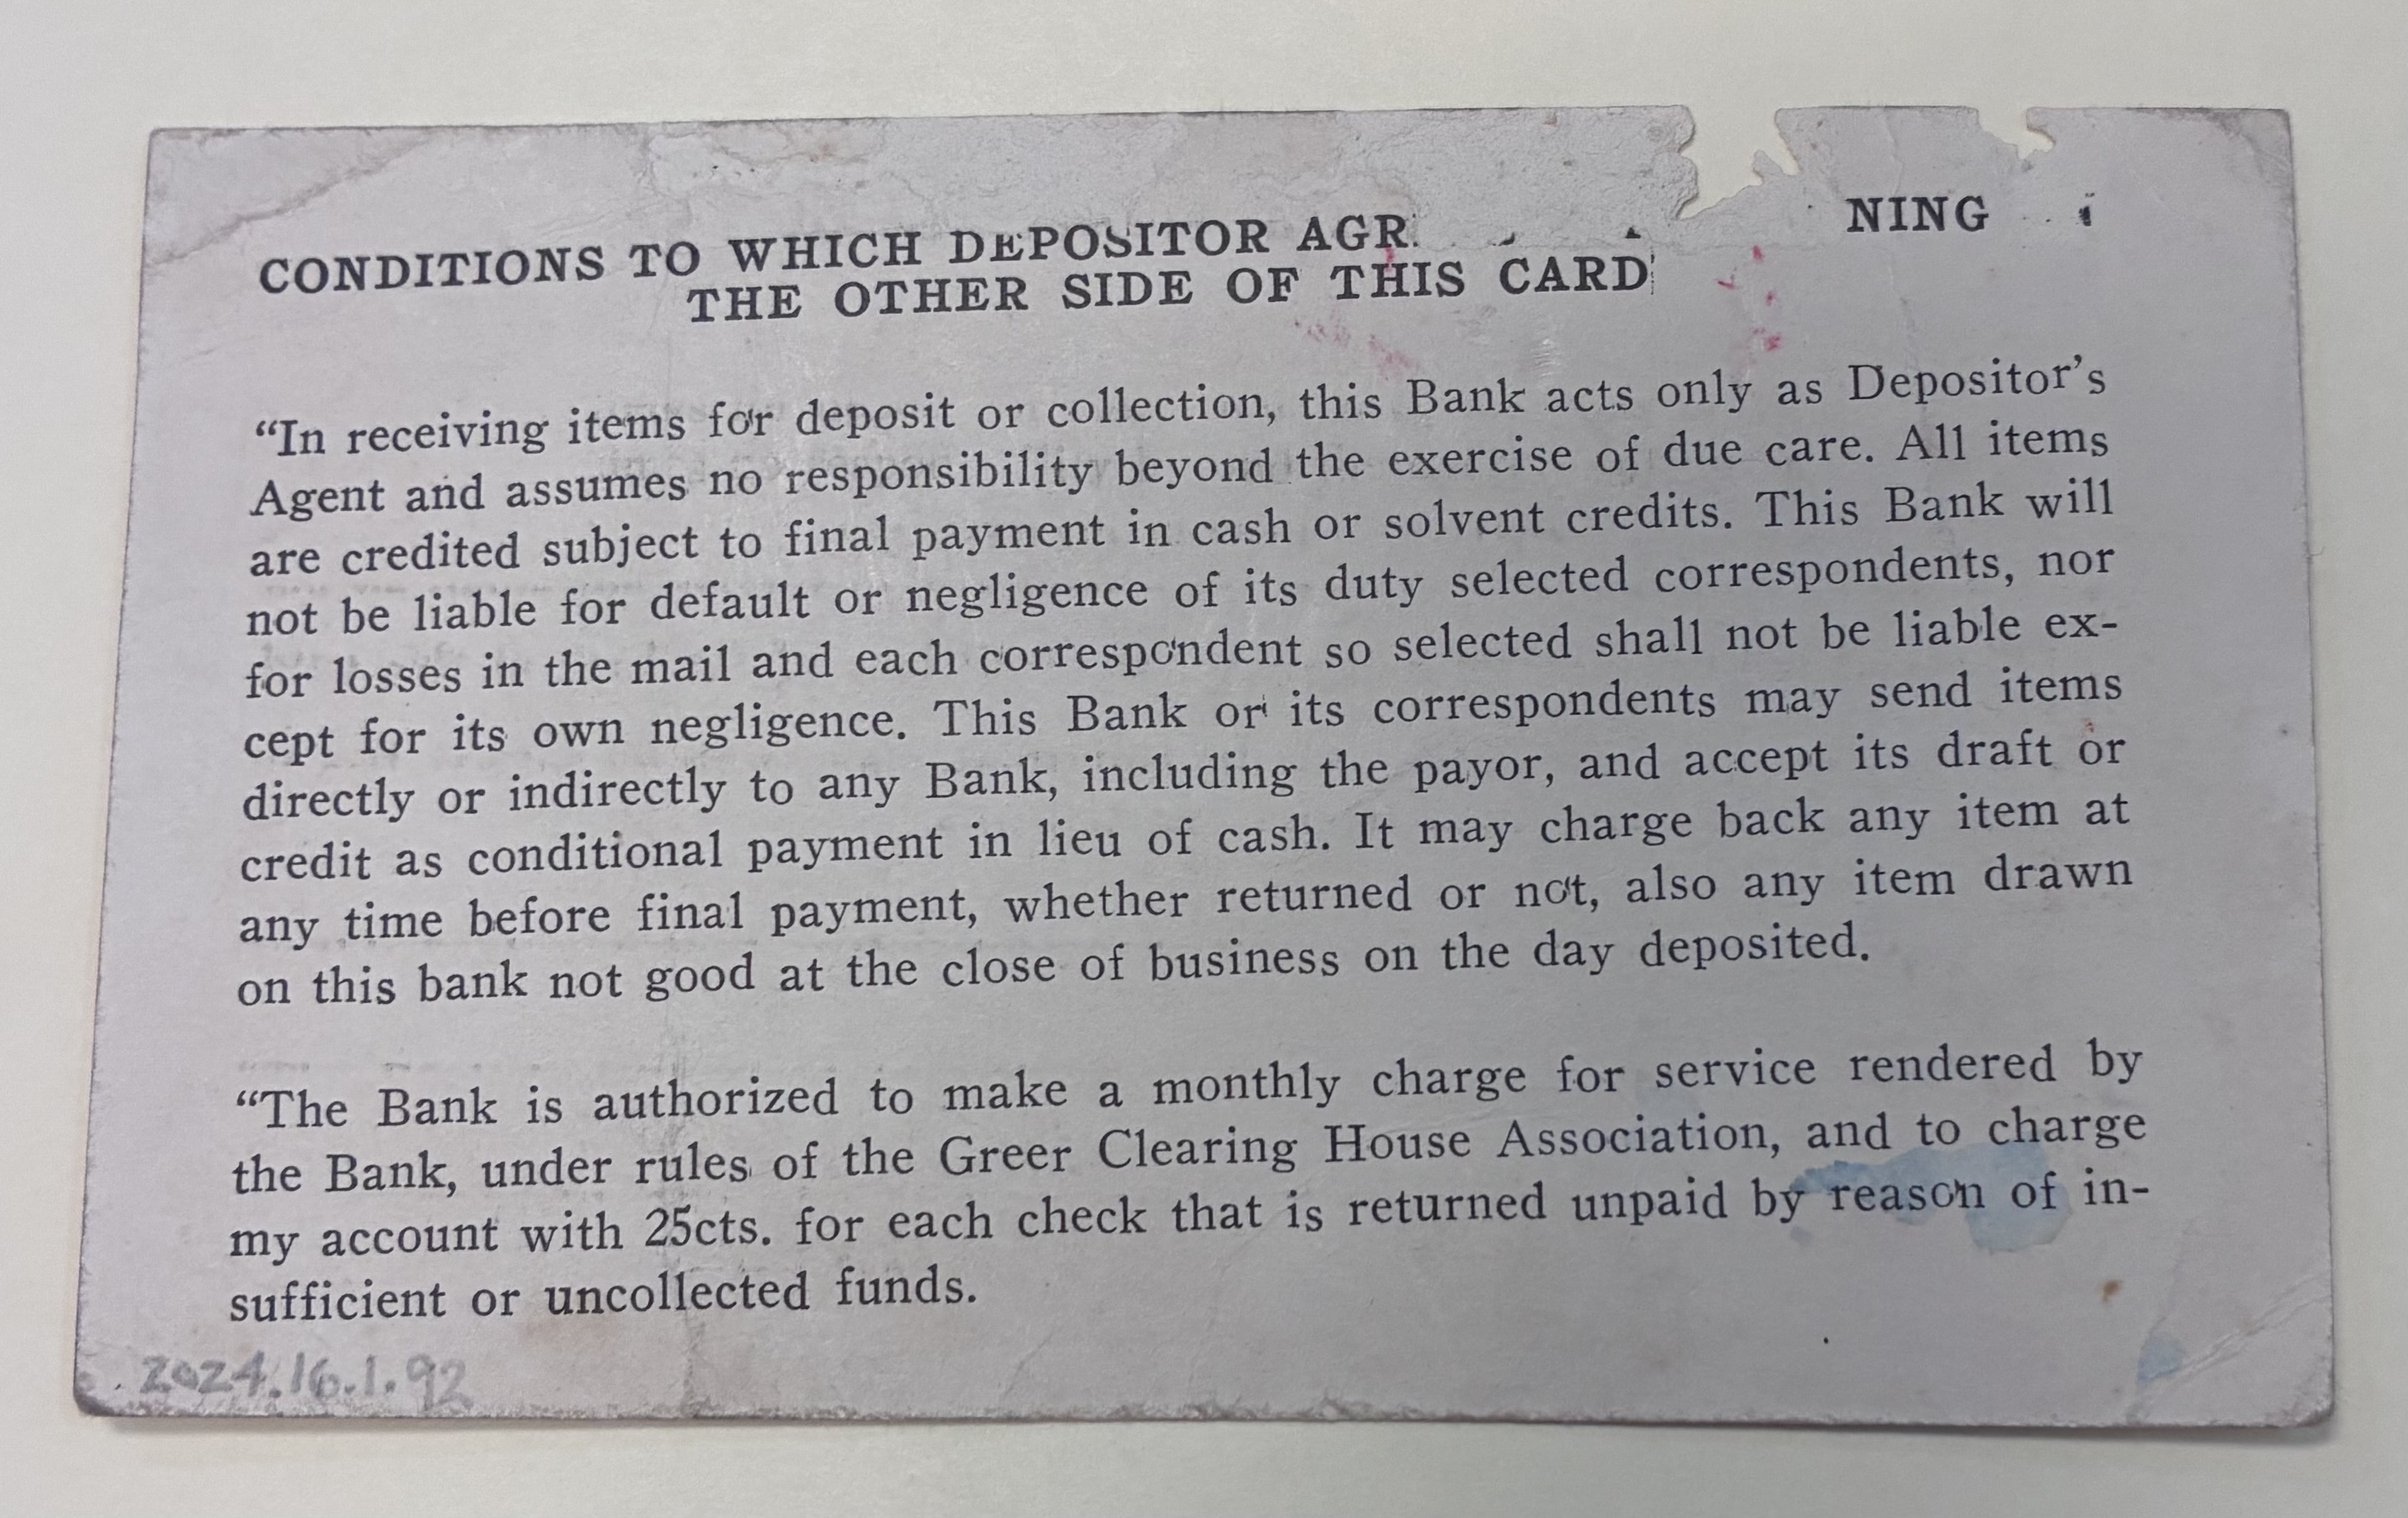 CONDITIONS TO WHICH DEPOSITOR AGR NING
THE OTHER SIDE OF THIS CARD
“In receiving items for deposit or collection, this Bank acts only as Depositor’s
Agent and assumes no responsibility beyond the exercise of due care. All items
are credited subject to final payment in cash or solvent credits. This Bank will
not be liable for default or negligence of its duty selected correspondents, nor
for losses in the mail and each correspondent so selected shall not be liable ex-
cept for its own negligence. This Bank or its correspondents may send items
directly or indirectly to any Bank, including the payor, and accept its draft or
credit as conditional payment in lieu of cash. It may charge back any item at
any time before final payment, whether returned or not, also any item drawn
on this bank not good at the close of business on the day deposited.
“The Bank is authorized to make a monthly charge for service rendered by
the Bank, under rules of the Greer Clearing House Association, and to charge
my account with 25cts. for each check that is returned unpaid by reason of in-
sufficient or uncollected funds.
2024.16.1.92